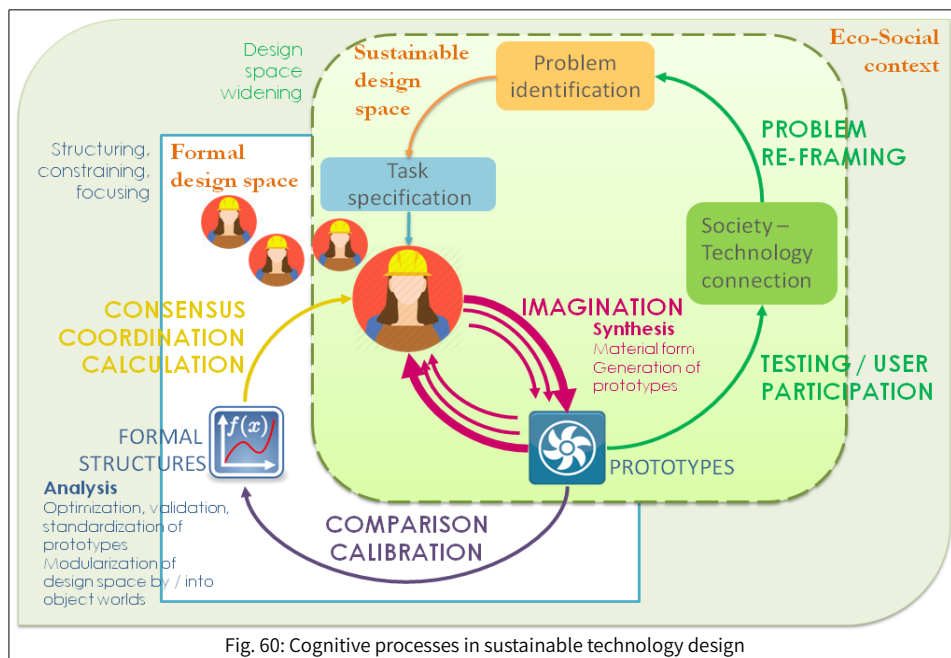 Design
space
widening
Sustainable
design
space
Problem
identification
Eco-Social
context
Structuring,
constraining,
focusing
Formal
design space
Task
specification
PROBLEM
RE-FRAMING
Society –
Technology
connection
CONSENSUS
COORDINATION
CALCULATION
IMAGINATION
Synthesis
Material form
Generation of
prototypes
TESTING / USER
PARTICIPATION
f(x)
FORMAL
STRUCTURES
PROTOTYPES
Analysis
Optimization, validation,
standardization of
prototypes
Modularization of
design space by / into
object worlds
COMPARISON
CALIBRATION
Fig. 60: Cognitive processes in sustainable technology design